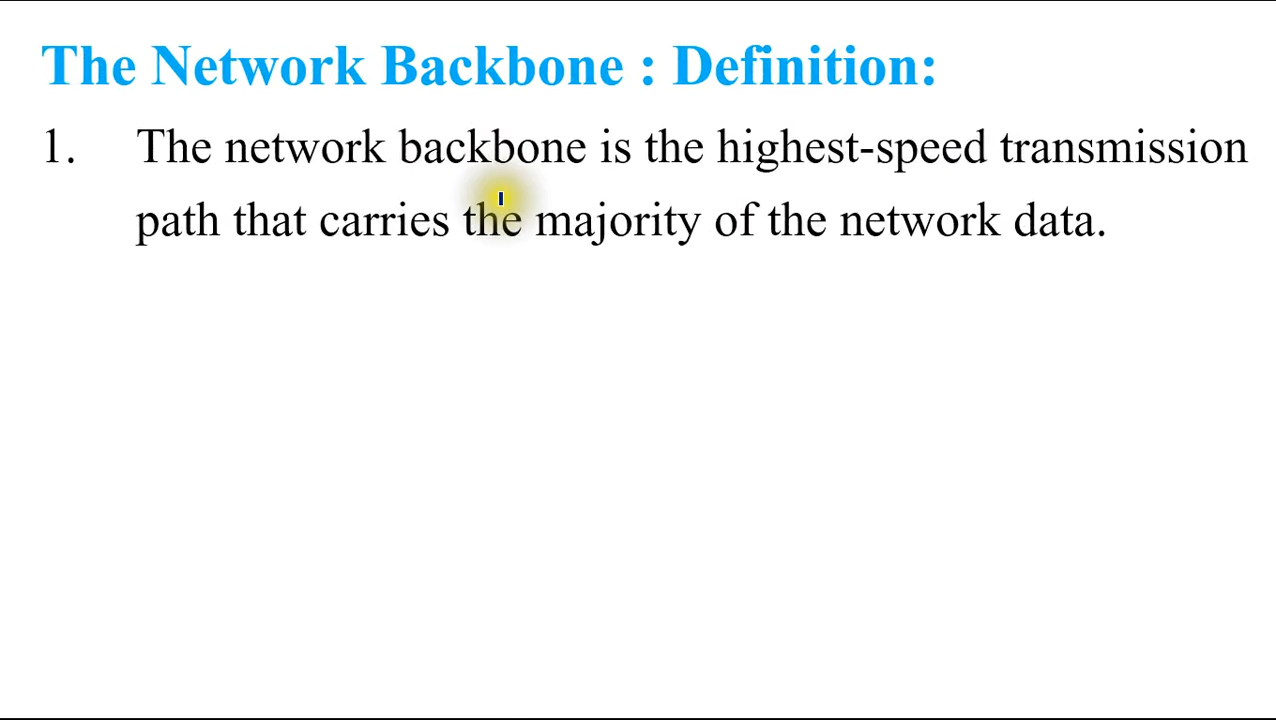 The Network Backbone : Definition:
1. The network backbone is the highest-speed transmission
path that carries the majority of the network data.